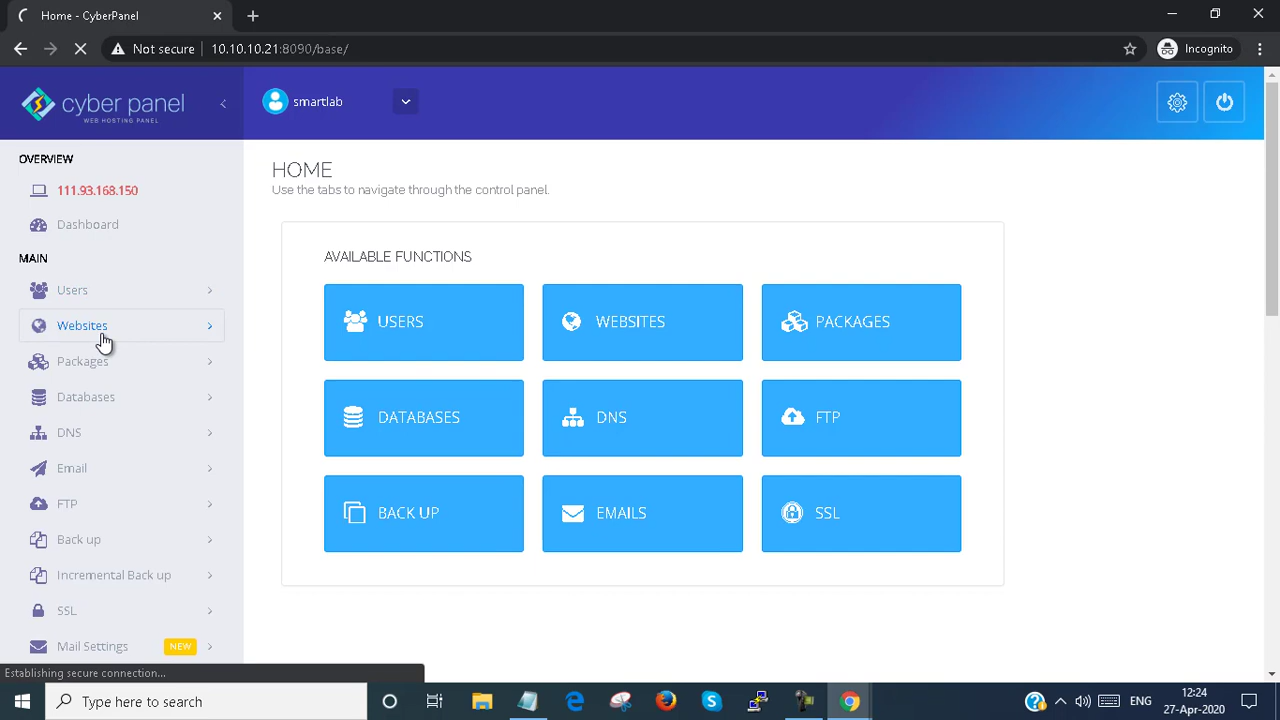 Home - CyberPanel
Not secure
10.10.10.21:8090/base/
Incognito
cyber panel
WEB HOSTING PANEL
smartlab
OVERVIEW
111.93.168.150
Dashboard
MAIN
Users
Websites
Packages
Databases
DNS
Email
FTP
Back up
Incremental Back up
SSL
Mail Settings
NEW
HOME
Use the tabs to navigate through the control panel.
AVAILABLE FUNCTIONS
USERS
WEBSITES
PACKAGES
DATABASES
DNS
FTP
BACK UP
EMAILS
SSL
Establishing secure connection...
Type here to search
ENG
12:24
27-Apr-2020